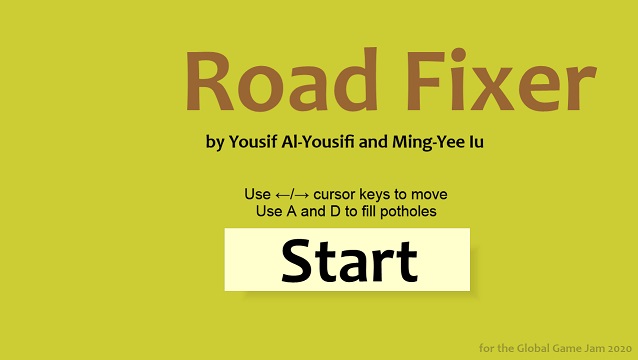 Road Fixer
by Yousif Al-Yousifi and Ming-Yee Iu
Use ←/→ cursor keys to move
Use A and D to fill potholes
Start
for the Global Game Jam 2020